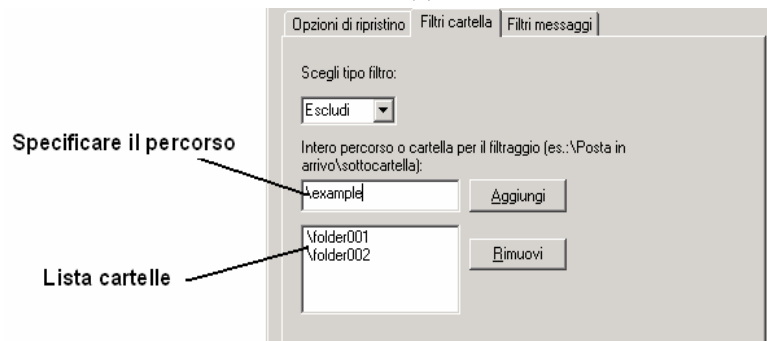 Opzioni di ripristino Filtri cartella Filtri messaggi
Scegli tipo filtro:
Escludi
Specificare il percorso
Intero percorso o cartella per il filtraggio (es.:\Posta in
arrivo\sottocartella):
\example
Aggiungi
\folder001
\folder002
Rimuovi
Lista cartelle